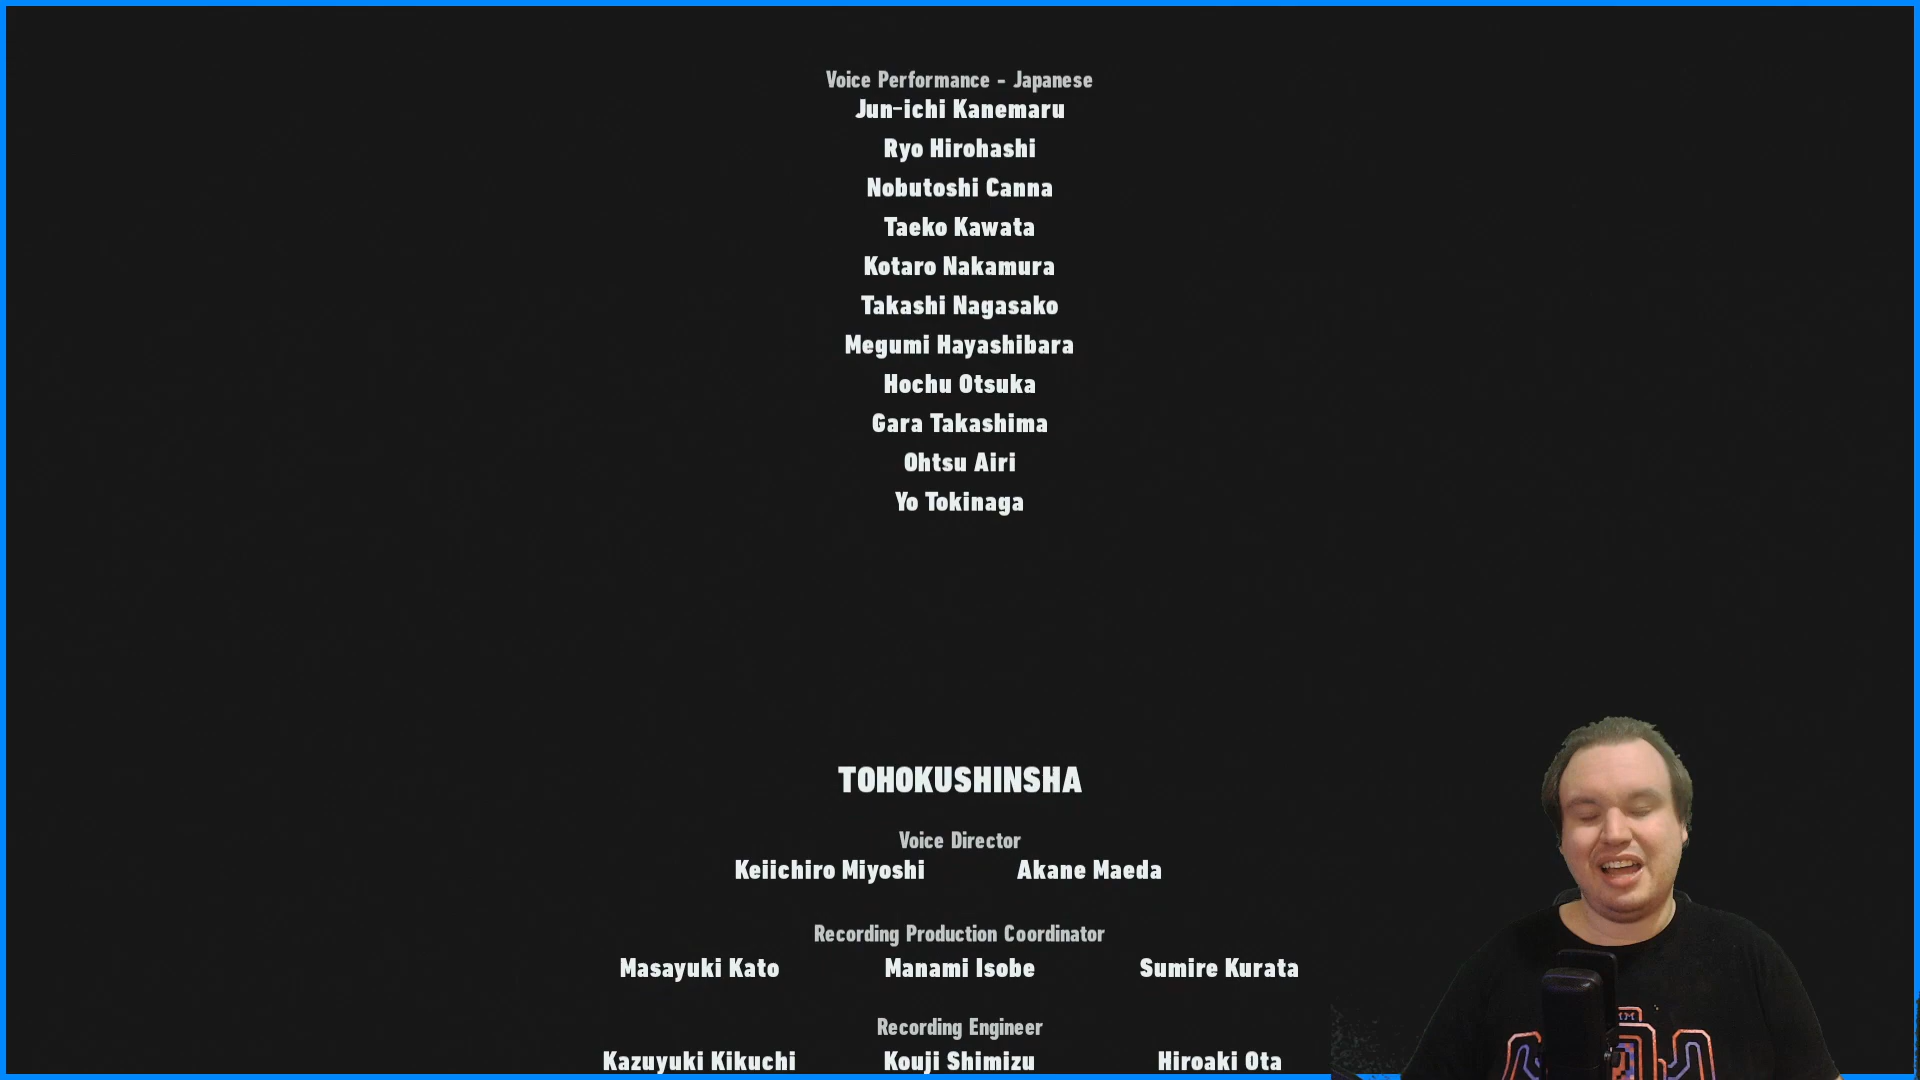 Voice Performance - Japanese
Jun-ichi Kanemaru
Ryo Hirohashi
Nobutoshi Canna
Taeko Kawata
Kotaro Nakamura
Takashi Nagasako
Megumi Hayashibara
Hochu Otsuka
Gara Takashima
Ohtsu Airi
Yo Tokinaga
TOHOKUSHINSHA
Voice Director
Keiichiro Miyoshi Akane Maeda
Recording Production Coordinator
Masayuki Kato Manami Isobe Sumire Kurata
Recording Engineer
Kazuyuki Kikuchi Kouji Shimizu Hiroaki Ota